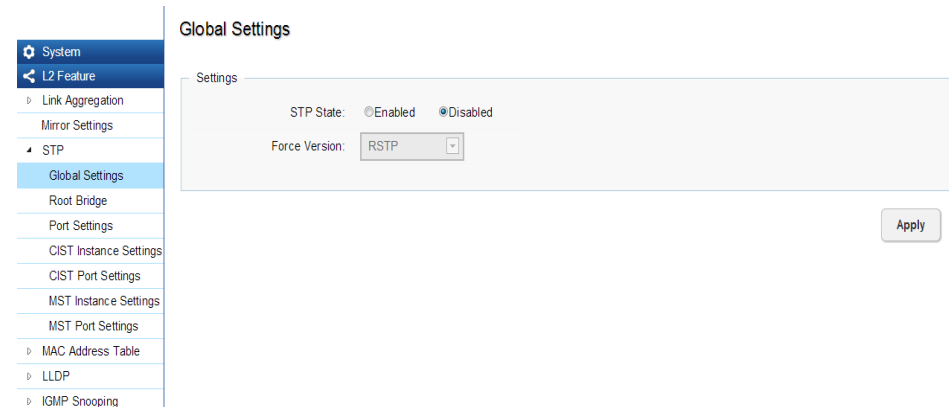 Global Settings
System
L2 Feature
Link Aggregation
Mirror Settings
STP
Global Settings
Root Bridge
Port Settings
CIST Instance Settings
CIST Port Settings
MST Instance Settings
MST Port Settings
MAC Address Table
LLDP
IGMP Snooping
Settings
STP State: Enabled Disabled
Force Version: RSTP
Apply